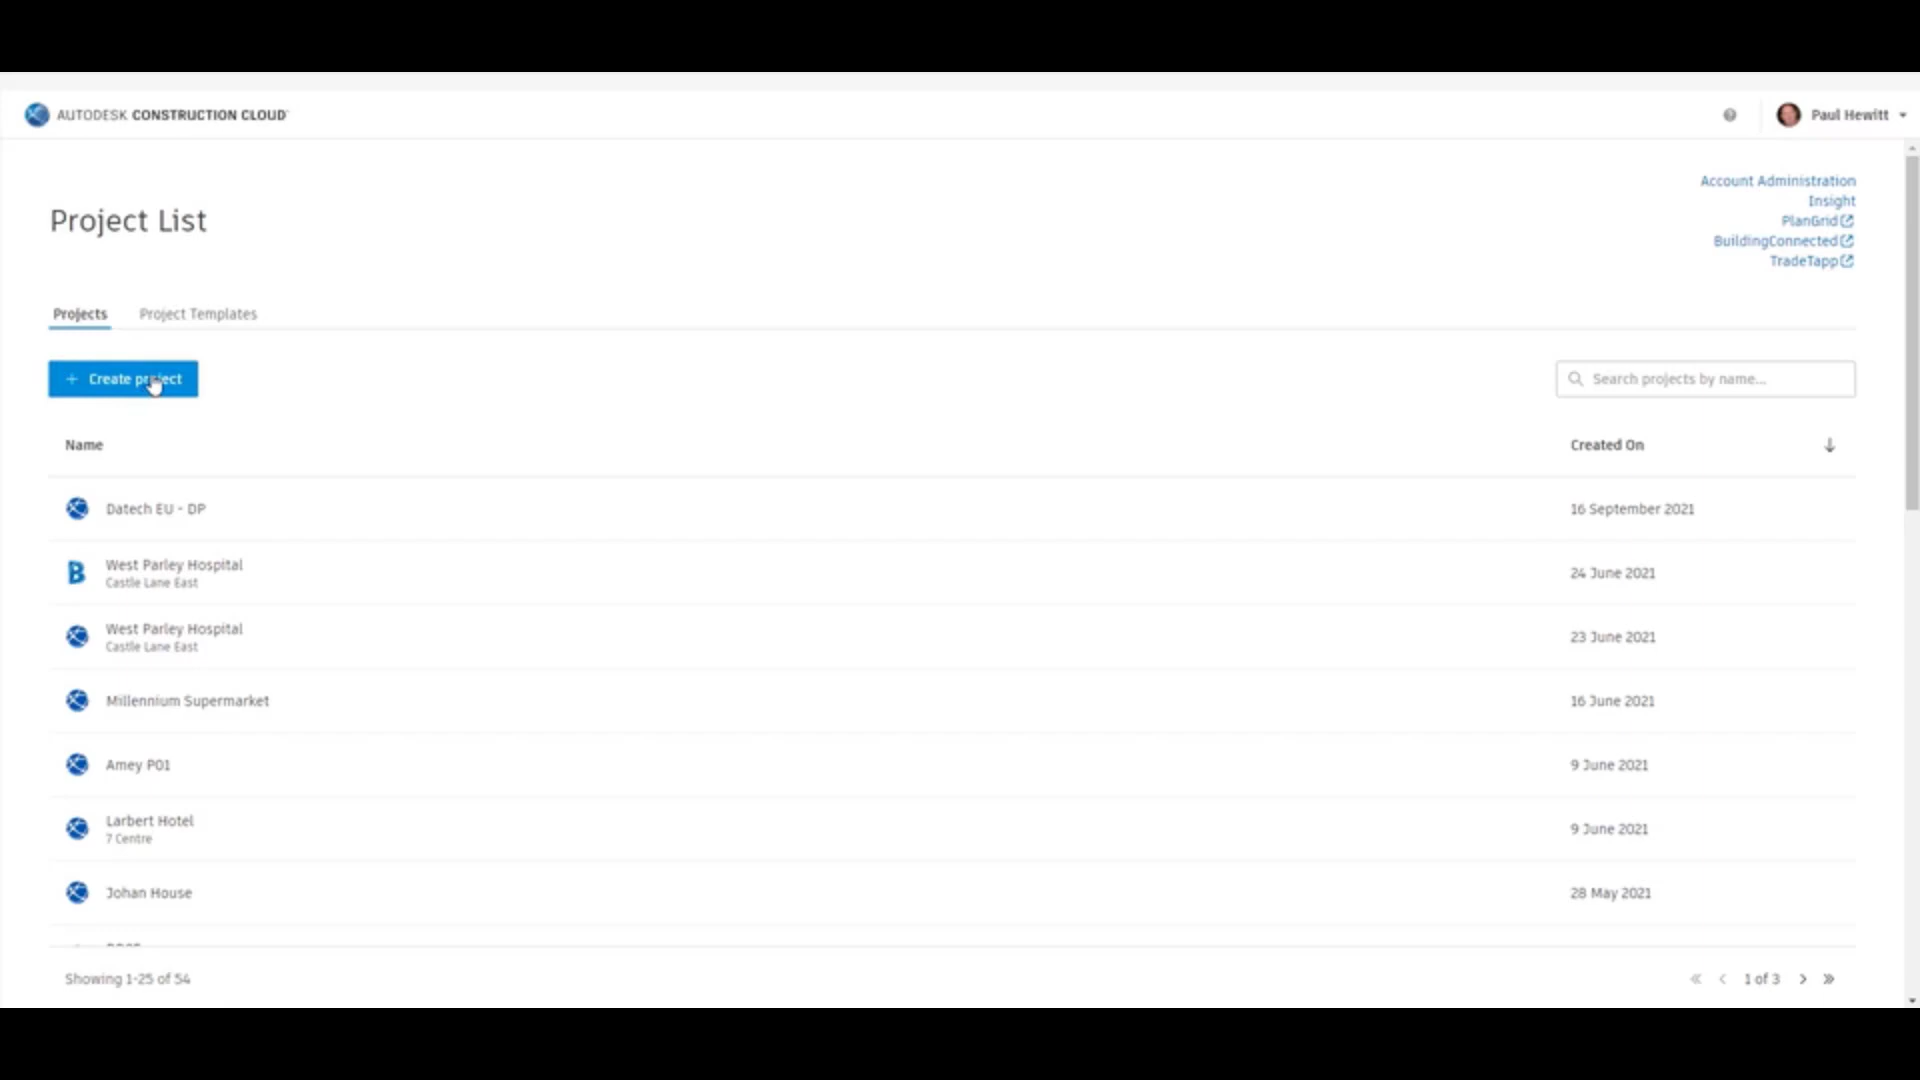 AUTODESK CONSTRUCTION CLOUD
Paul Hewitt
Account Administration
Insight
PlanGrid
BuildingConnected
TradeTapp
Project List
Projects
Project Templates
+ Create project
Search projects by name...
Name
Created On
Datech EU - DP
16 September 2021
B
West Parley Hospital
Castle Lane East
24 June 2021
West Parley Hospital
Castle Lane East
23 June 2021
Millennium Supermarket
16 June 2021
Amey P01
9 June 2021
Larbert Hotel
7 Centre
9 June 2021
Johan House
28 May 2021
Showing 1-25 of 54
1 of 3